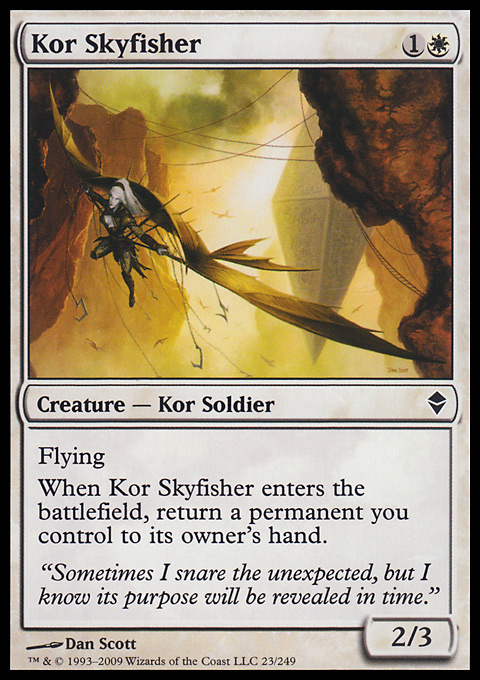 Kor Skyfisher 1
Creature — Kor Soldier
Flying
When Kor Skyfisher enters the
battlefield, return a permanent you
control to its owner's hand.
"Sometimes I snare the unexpected, but I
know its purpose will be revealed in time."
Dan Scott
2/3
™ & © 1993–2009 Wizards of the Coast LLC 23/249